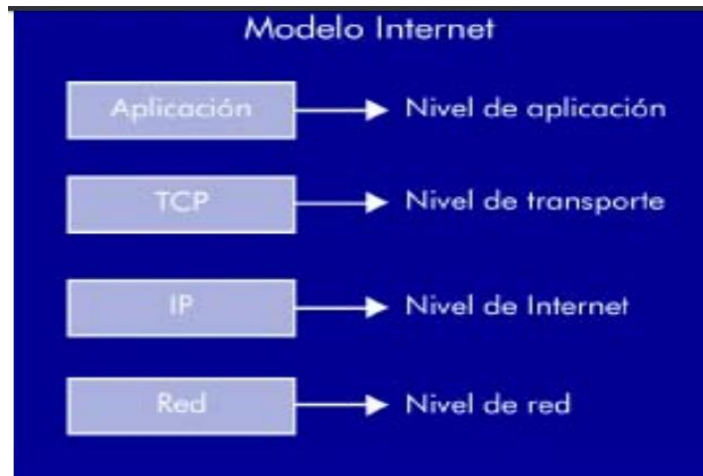 Modelo Internet
Aplicación Nivel de aplicación
TCP Nivel de transporte
IP Nivel de Internet
Red Nivel de red